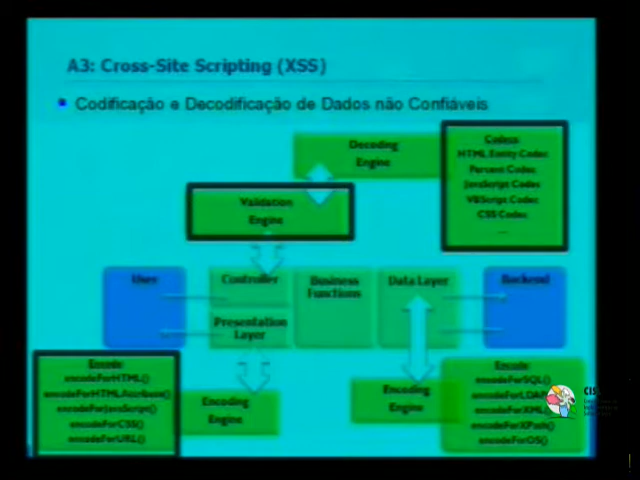 A3: Cross-Site Scripting (XSS)
Codificação e Decodificação de Dados não Confiáveis
Decoding
Engine
Codecs
HTML Entity Codec
Percent Codec
JavaScript Codec
VBScript Codec
CSS Codec
...
Validation
Engine
User
Controller
Business
Functions
Data Layer
Backend
Presentation
Layer
Encode
encodeForHTML()
encodeForHTMLAttribute()
encodeForJavaScript()
encodeForCSS()
encodeForURL()
Encoding
Engine
Encoding
Engine
Encode
encodeForSQL()
encodeForLDAP
encodeForXML
encodeForXPath()
encodeForOS()